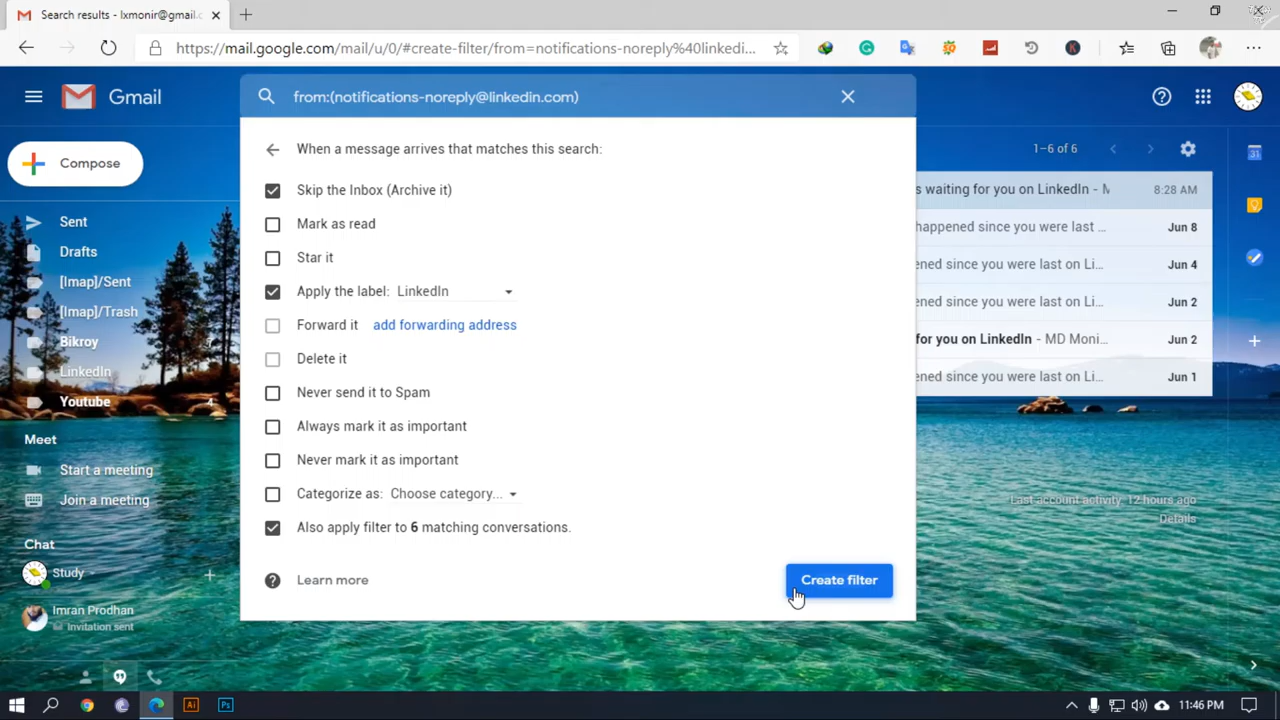 Search results - lxmonir@gmail.c
https://mail.google.com/mail/u/0/#create-filter/from=notifications-noreply%40linkedi...
Gmail
from:(notifications-noreply@linkedin.com)
Compose
Sent
Drafts
[Imap]/Sent
[Imap]/Trash
Bikroy
LinkedIn
Youtube 4
Meet
Start a meeting
Join a meeting
Chat
Study
Imran Prodhan
Invitation sent
When a message arrives that matches this search:
Skip the Inbox (Archive it)
Mark as read
Star it
Apply the label: LinkedIn
Forward it add forwarding address
Delete it
Never send it to Spam
Always mark it as important
Never mark it as important
Categorize as: Choose category...
Also apply filter to 6 matching conversations.
Learn more
Create filter
1–6 of 6
s waiting for you on LinkedIn - M 8:28 AM
happened since you were last ... Jun 8
ened since you were last on Li... Jun 4
ened since you were last on Li... Jun 2
for you on LinkedIn - MD Moni... Jun 2
ened since you were last on Li... Jun 1
Last account activity: 12 hours ago
Details
31
Ai
Ps
11:46 PM